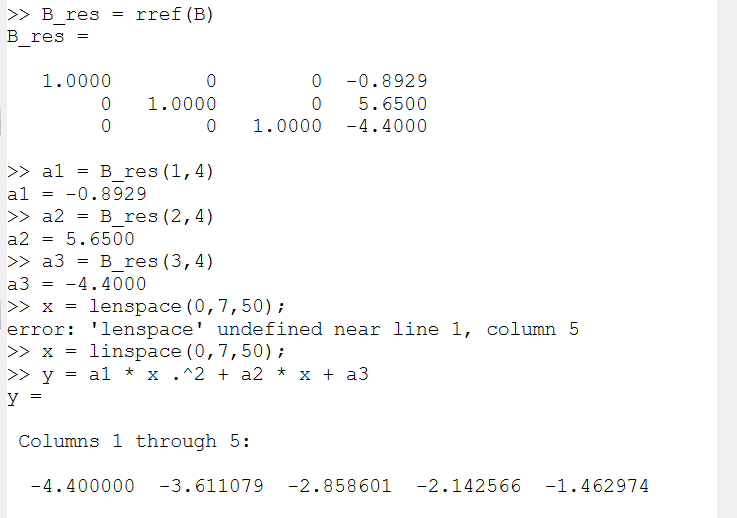 >> B_res = rref(B)
B_res =
1.0000 0 0 -0.8929
0 1.0000 0 5.6500
0 0 1.0000 -4.4000
>> a1 = B_res(1,4)
a1 = -0.8929
>> a2 = B_res(2,4)
a2 = 5.6500
>> a3 = B_res(3,4)
a3 = -4.4000
>> x = lenspace(0,7,50);
error: 'lenspace' undefined near line 1, column 5
>> x = linspace(0,7,50);
>> y = a1 * x .^2 + a2 * x + a3
y =
Columns 1 through 5:
-4.400000 -3.611079 -2.858601 -2.142566 -1.462974